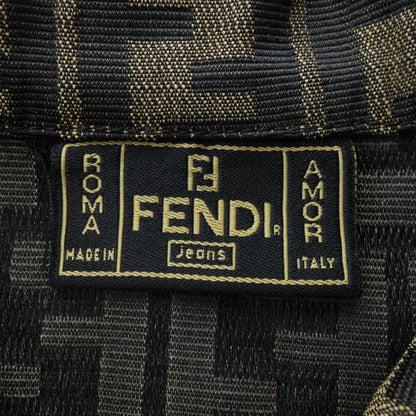 ROMA
MADE IN
FF
FENDI®
Jeans
AMOR
ITALY